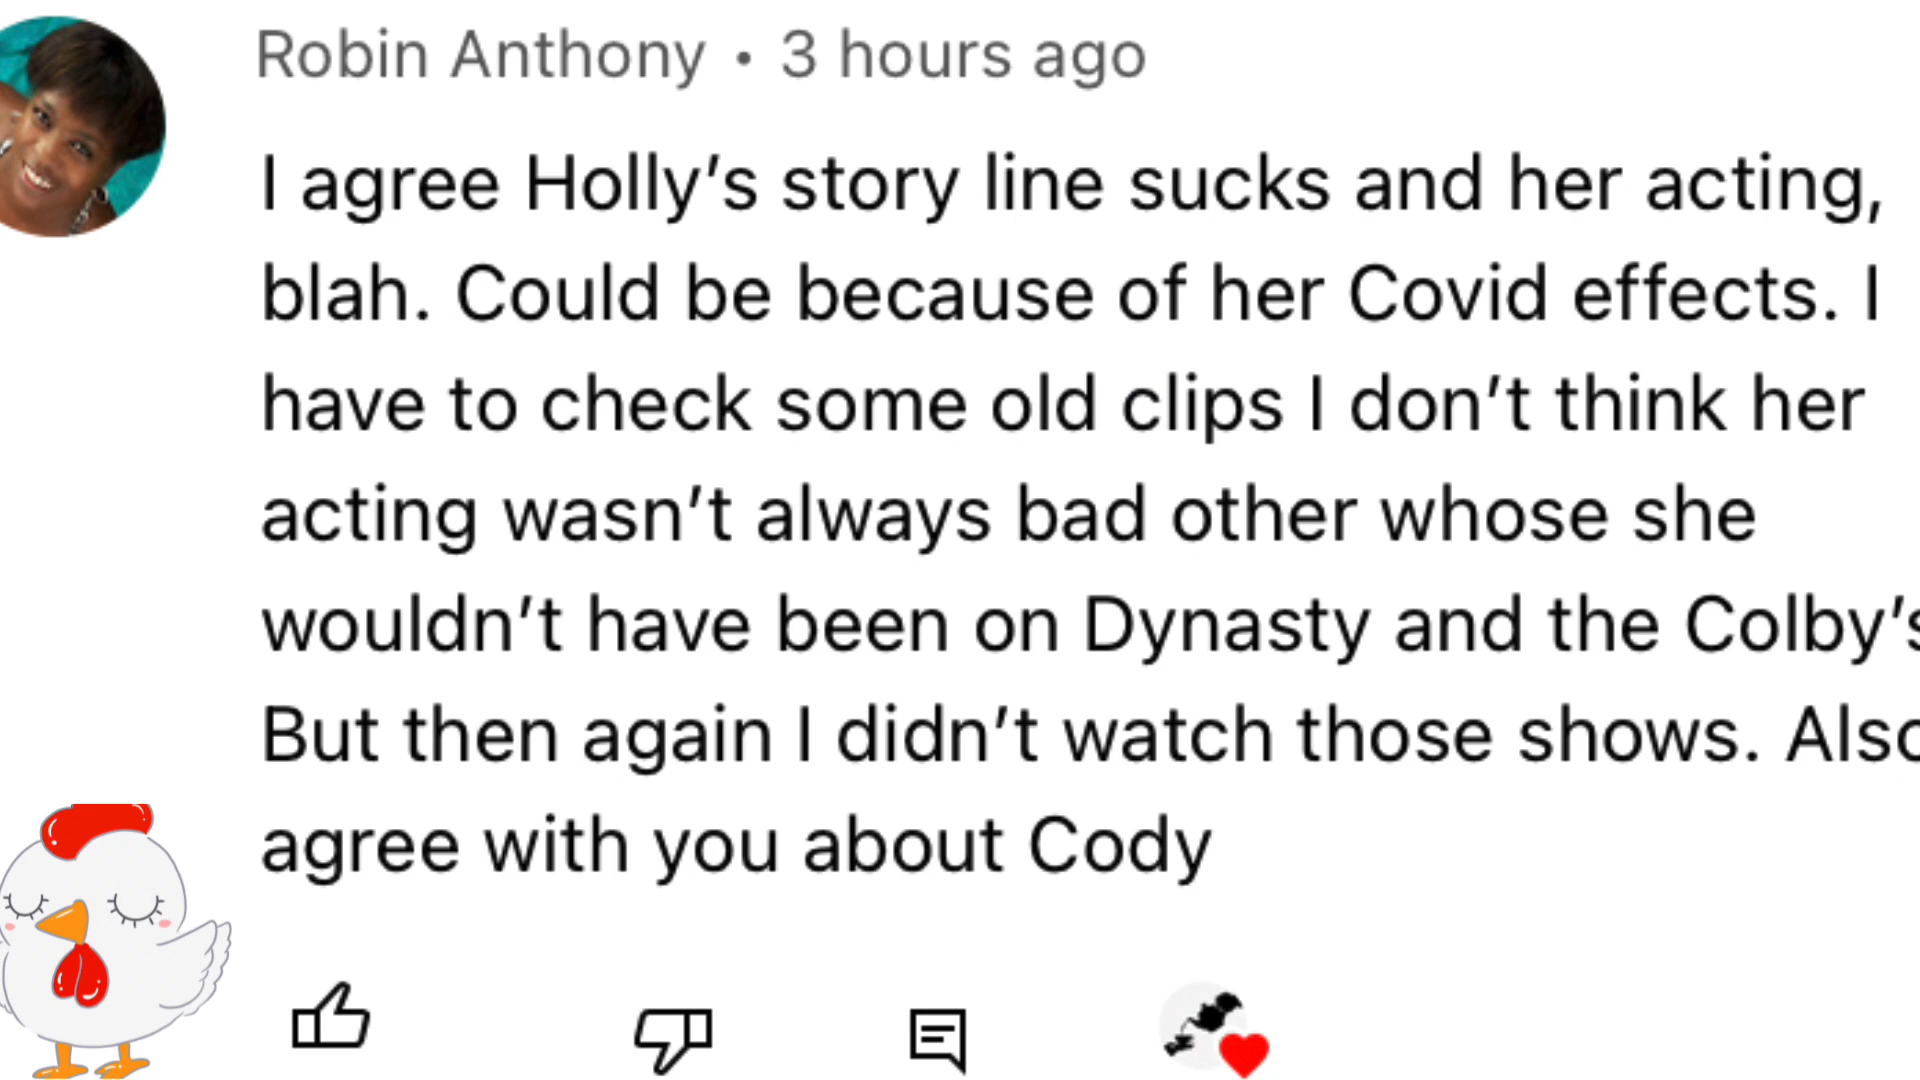 Robin Anthony • 3 hours ago
I agree Holly’s story line sucks and her acting,
blah. Could be because of her Covid effects. I
have to check some old clips I don’t think her
acting wasn’t always bad other whose she
wouldn’t have been on Dynasty and the Colby’s
But then again I didn’t watch those shows. Also
agree with you about Cody